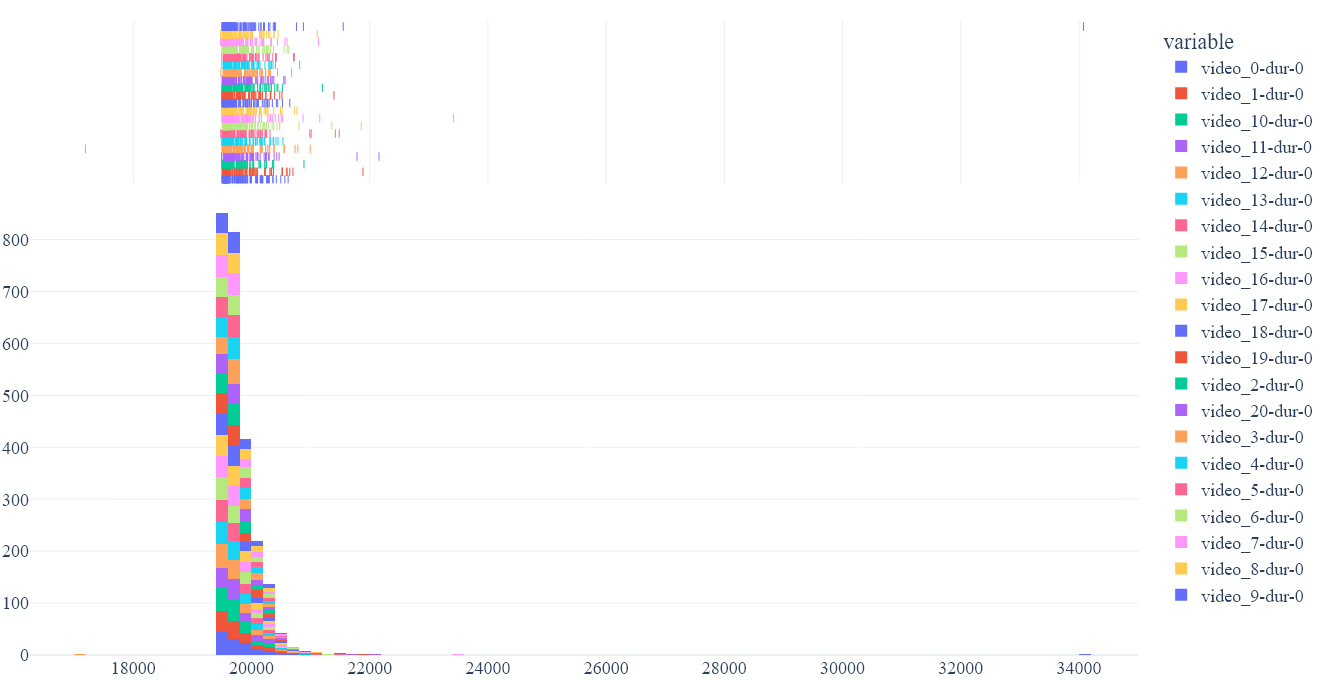 variable
video_0-dur-0
video_1-dur-0
video_10-dur-0
video_11-dur-0
video_12-dur-0
video_13-dur-0
video_14-dur-0
video_15-dur-0
video_16-dur-0
video_17-dur-0
video_18-dur-0
video_19-dur-0
video_2-dur-0
video_20-dur-0
video_3-dur-0
video_4-dur-0
video_5-dur-0
video_6-dur-0
video_7-dur-0
video_8-dur-0
video_9-dur-0
800
700
600
500
400
300
200
100
0
18000 20000 22000 24000 26000 28000 30000 32000 34000